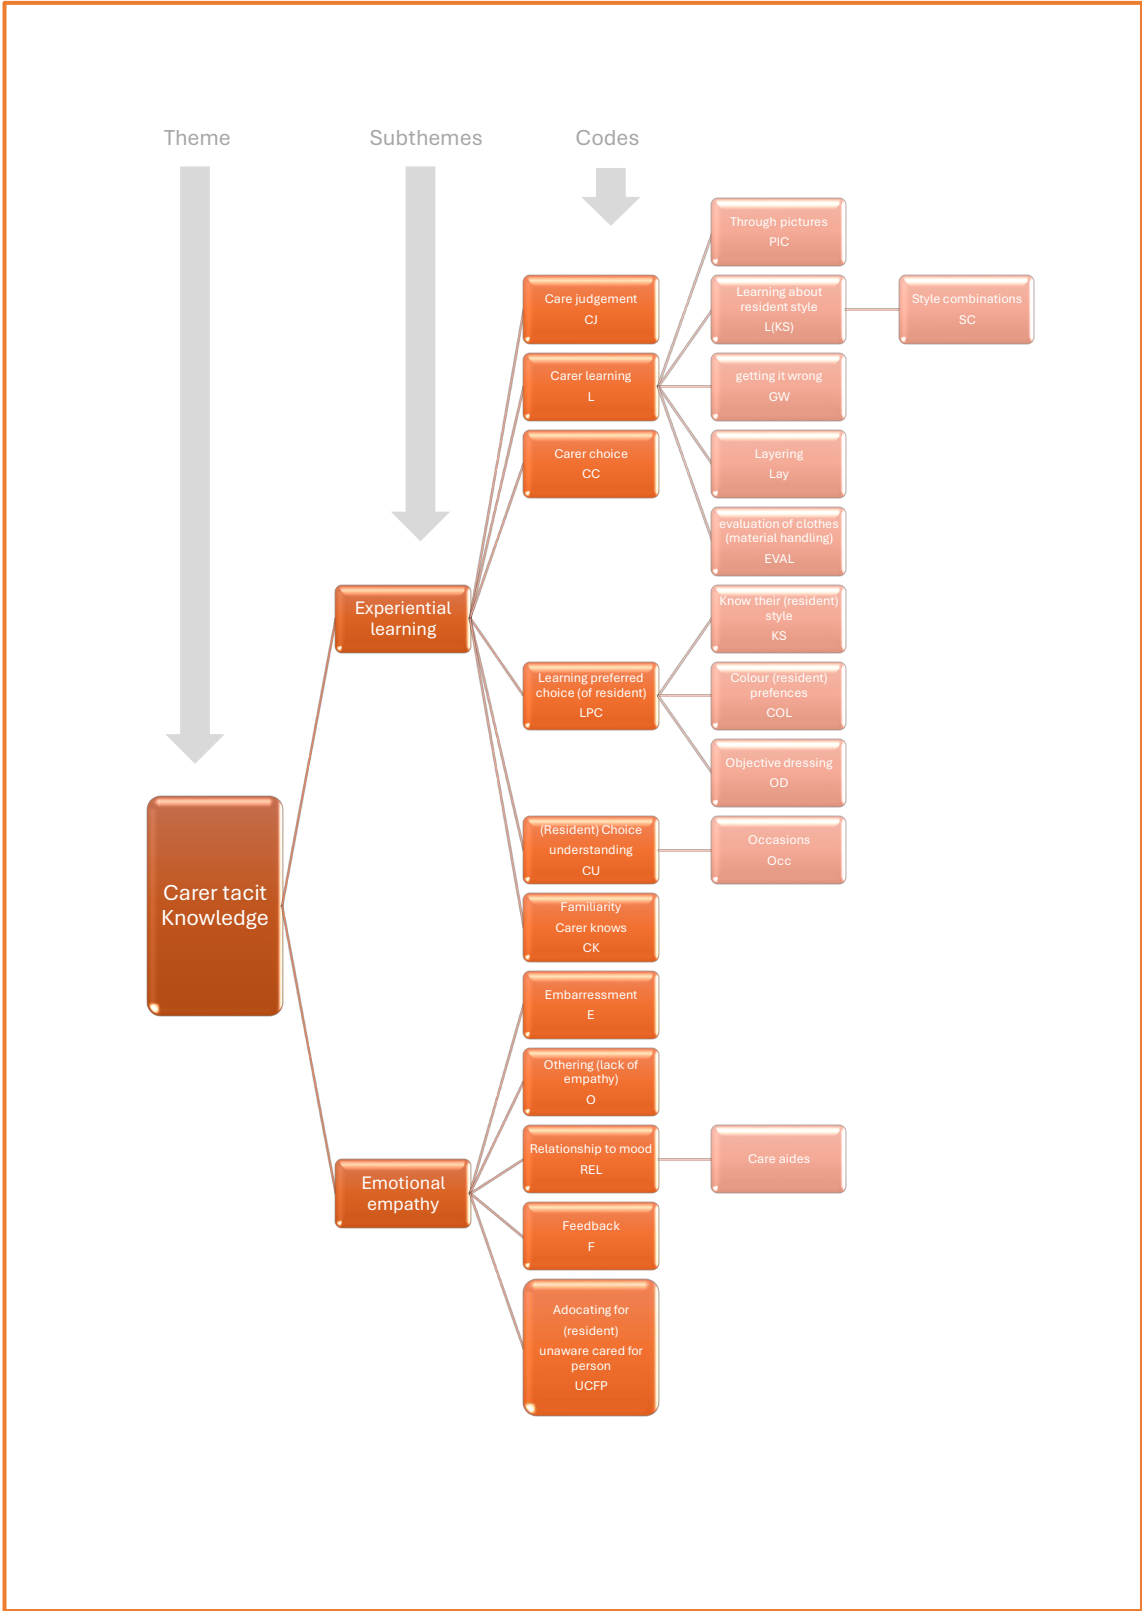 Theme
Subthemes
Codes
Carer tacit
Knowledge
Experiential
learning
Care judgement
CJ
Carer learning
L
Through pictures
PIC
Learning about
resident style
L(KS)
Style combinations
SC
getting it wrong
GW
Layering
Lay
evaluation of clothes
(material handling)
EVAL
Carer choice
CC
Learning preferred
choice (of resident)
LPC
Know their (resident)
style
KS
Colour (resident)
prefences
COL
Objective dressing
OD
(Resident) Choice
understanding
CU
Occasions
Occ
Familiarity
Carer knows
CK
Emotional
empathy
Embarressment
E
Othering (lack of
empathy)
O
Relationship to mood
REL
Care aides
Feedback
F
Adocating for
(resident)
unaware cared for
person
UCFP